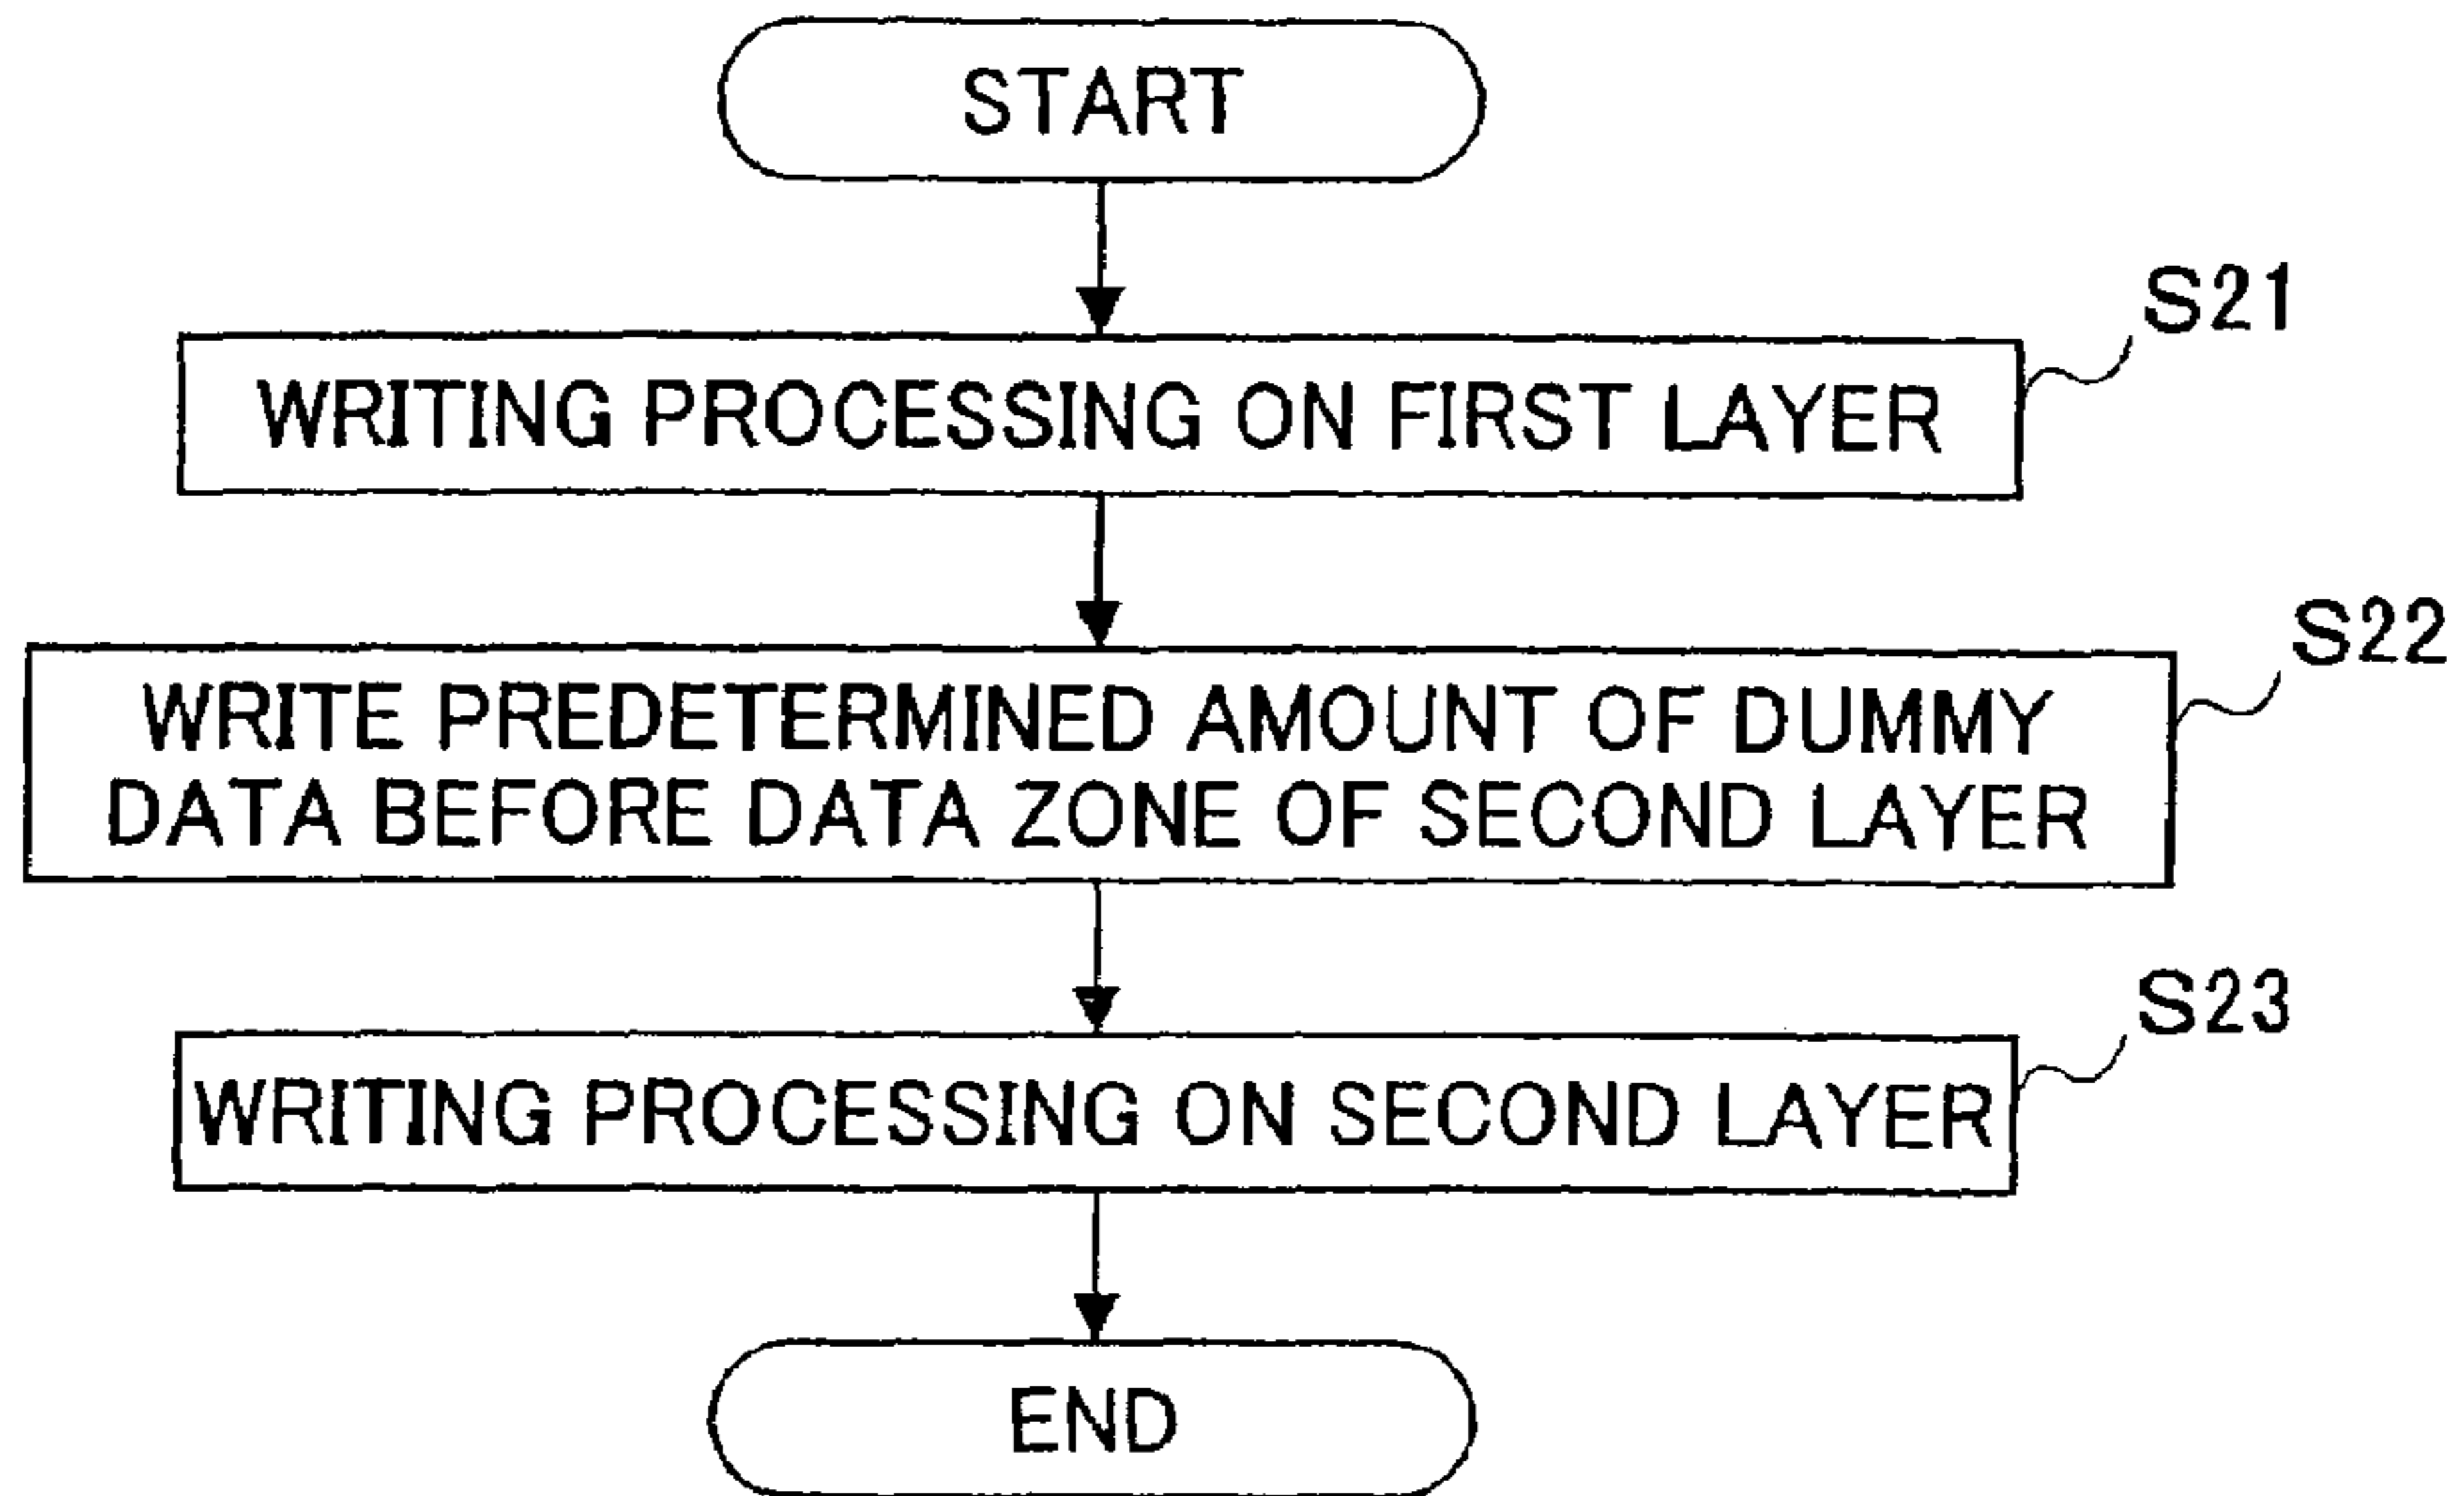 START
S21
WRITING PROCESSING ON FIRST LAYER
S22
WRITE PREDETERMINED AMOUNT OF DUMMY
DATA BEFORE DATA ZONE OF SECOND LAYER
S23
WRITING PROCESSING ON SECOND LAYER
END